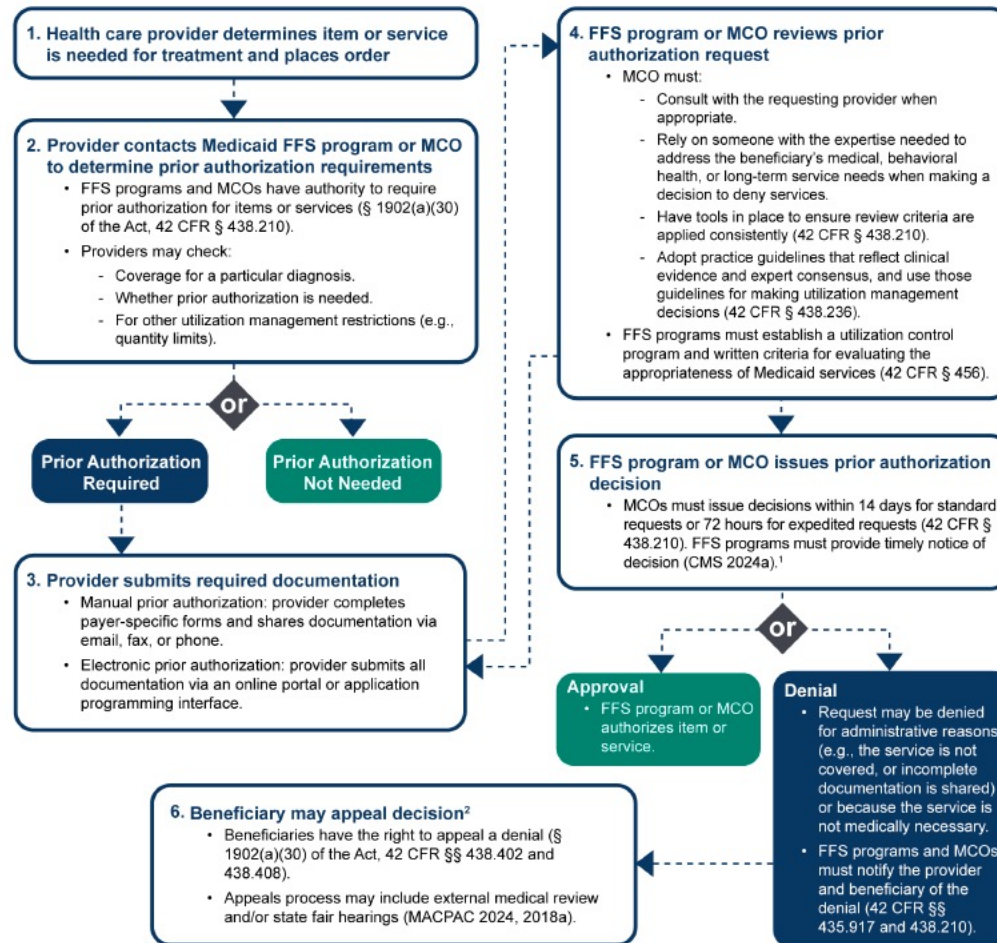 1. Health care provider determines item or service
is needed for treatment and places order
2. Provider contacts Medicaid FFS program or MCO
to determine prior authorization requirements
• FFS programs and MCOs have authority to require
prior authorization for items or services (§ 1902(a)(30)
of the Act, 42 CFR § 438.210).
• Providers may check:
- Coverage for a particular diagnosis.
- Whether prior authorization is needed.
- For other utilization management restrictions (e.g.,
quantity limits).
or
Prior Authorization
Required
Prior Authorization
Not Needed
3. Provider submits required documentation
• Manual prior authorization: provider completes
payer-specific forms and shares documentation via
email, fax, or phone.
• Electronic prior authorization: provider submits all
documentation via an online portal or application
programming interface.
4. FFS program or MCO reviews prior
authorization request
• MCO must:
- Consult with the requesting provider when
appropriate.
- Rely on someone with the expertise needed to
address the beneficiary's medical, behavioral
health, or long-term service needs when making a
decision to deny services.
- Have tools in place to ensure review criteria are
applied consistently (42 CFR § 438.210).
- Adopt practice guidelines that reflect clinical
evidence and expert consensus, and use those
guidelines for making utilization management
decisions (42 CFR § 438.236).
• FFS programs must establish a utilization control
program and written criteria for evaluating the
appropriateness of Medicaid services (42 CFR § 456).
5. FFS program or MCO issues prior authorization
decision
• MCOs must issue decisions within 14 days for standard
requests or 72 hours for expedited requests (42 CFR §
438.210). FFS programs must provide timely notice of
decision (CMS 2024a).¹
or
Approval
• FFS program or MCO
authorizes item or
service.
Denial
• Request may be denied
for administrative reasons
(e.g., the service is not
covered, or incomplete
documentation is shared)
or because the service is
not medically necessary.
• FFS programs and MCOs
must notify the provider
and beneficiary of the
denial (42 CFR §§
435.917 and 438.210).
6. Beneficiary may appeal decision²
• Beneficiaries have the right to appeal a denial (§
1902(a)(30) of the Act, 42 CFR §§ 438.402 and
438.408).
• Appeals process may include external medical review
and/or state fair hearings (MACPAC 2024, 2018a).